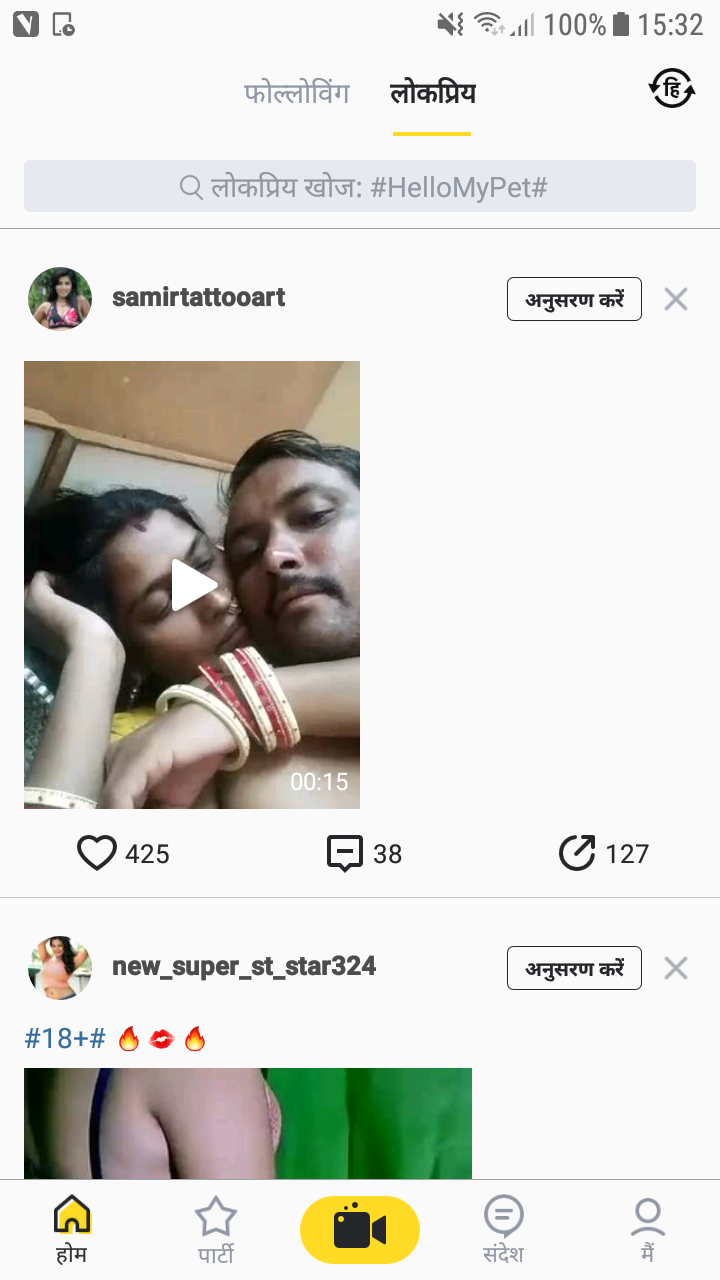 100% 15:32
फोल्लोविंग लोकप्रिय हिं
लोकप्रिय खोज: #HelloMyPet#
samirtattooart अनुसरण करें
00:15
425 38 127
new_super_st_star324 अनुसरण करें
#18+#
होम पार्टी संदेश मैं